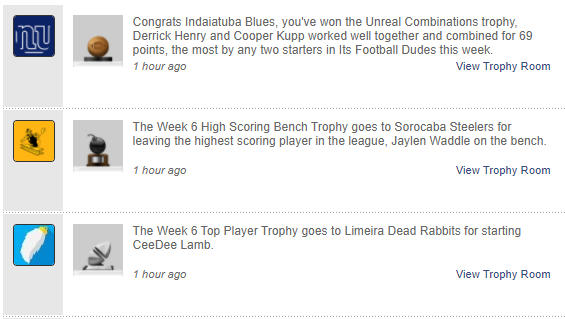 Congrats Indaiatuba Blues, you've won the Unreal Combinations trophy,
Derrick Henry and Cooper Kupp worked well together and combined for 69
points, the most by any two starters in Its Football Dudes this week.
1 hour ago View Trophy Room
The Week 6 High Scoring Bench Trophy goes to Sorocaba Steelers for
leaving the highest scoring player in the league, Jaylen Waddle on the bench.
1 hour ago View Trophy Room
The Week 6 Top Player Trophy goes to Limeira Dead Rabbits for starting
CeeDee Lamb.
1 hour ago View Trophy Room